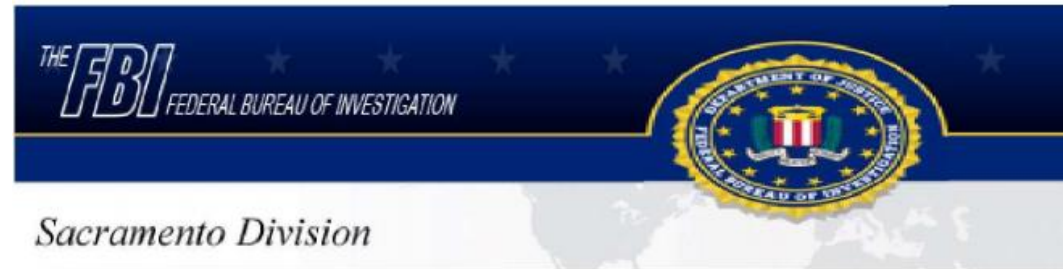 THE
FBI FEDERAL BUREAU OF INVESTIGATION
DEPARTMENT OF JUSTICE
FEDERAL BUREAU OF INVESTIGATION
Sacramento Division